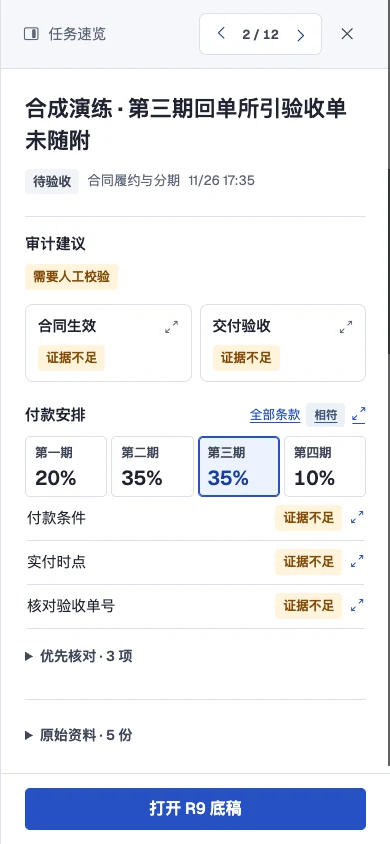 任务速览
2 / 12
合成演练 · 第三期回单所引验收单
未随附
待验收 合同履约与分期 11/26 17:35
审计建议
需要人工校验
合同生效
证据不足
交付验收
证据不足
付款安排
全部条款 相符
第一期
20%
第二期
35%
第三期
35%
第四期
10%
付款条件 证据不足
实付时点 证据不足
核对验收单号 证据不足
优先核对 · 3 项
原始资料 · 5 份
打开 R9 底稿